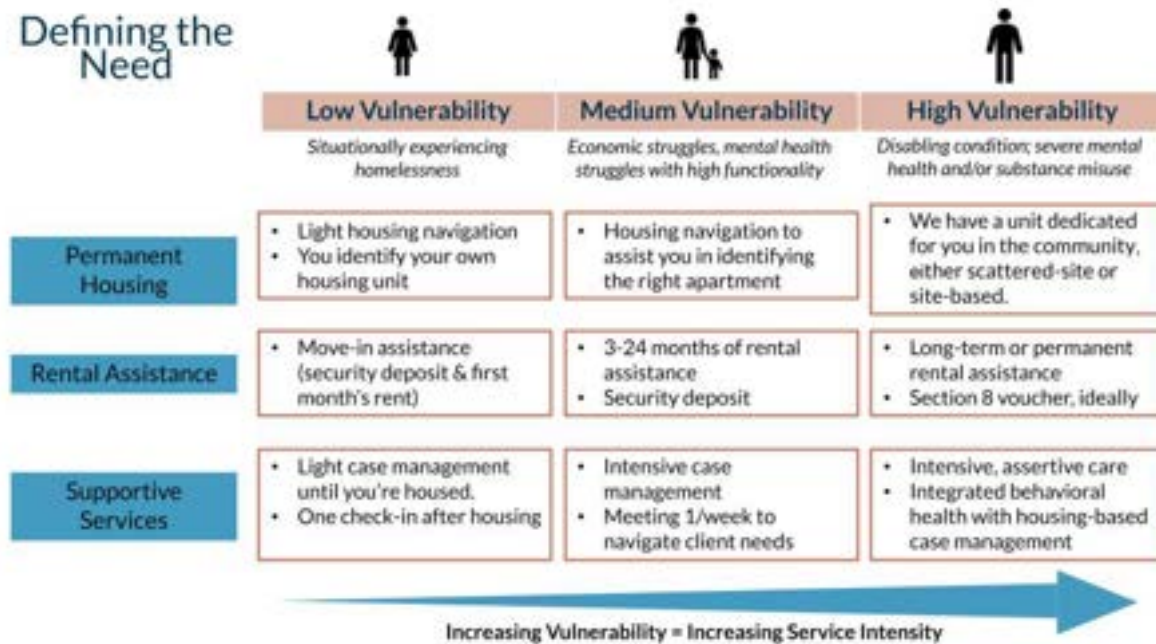 Defining the
Need
Low Vulnerability
Medium Vulnerability
High Vulnerability
Situationally experiencing
homelessness
Economic struggles, mental health
struggles with high functionality
Disabling condition; severe mental
health and/or substance misuse
Permanent
Housing
• Light housing navigation
• You identify your own
housing unit
• Housing navigation to
assist you in identifying
the right apartment
• We have a unit dedicated
for you in the community,
either scattered-site or
site-based.
Rental Assistance
• Move-in assistance
(security deposit & first
month's rent)
• 3-24 months of rental
assistance
• Security deposit
• Long-term or permanent
rental assistance
• Section 8 voucher, ideally
Supportive
Services
• Light case management
until you're housed.
• One check-in after housing
• Intensive case
management
• Meeting 1/week to
navigate client needs
• Intensive, assertive care
• Integrated behavioral
health with housing-based
case management
Increasing Vulnerability = Increasing Service Intensity